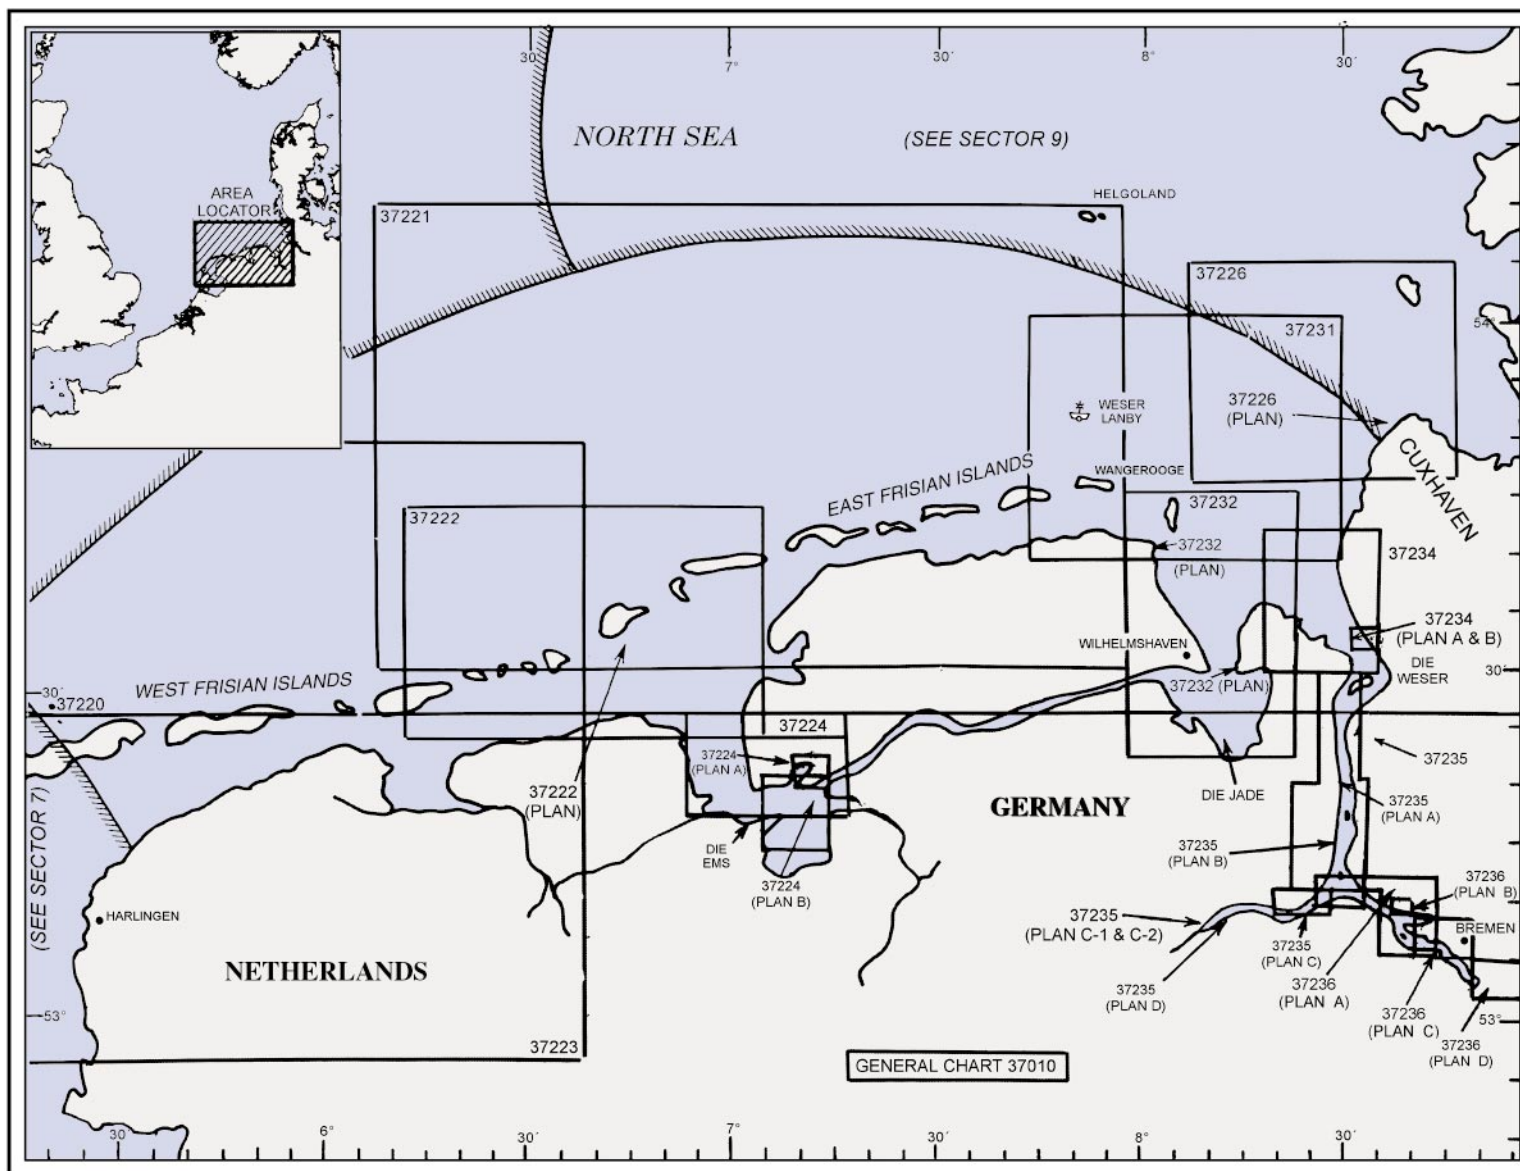 30′
7°
30′
8°
30′
NORTH SEA
(SEE SECTOR 9)
AREA
LOCATOR
HELGOLAND
37221
37226
54°
37231
37226
(PLAN)
WESER
LANBY
CUXHAVEN
EAST FRISIAN ISLANDS
WANGEROOGE
37222
37232
37232
(PLAN)
37234
37234
(PLAN A & B)
WILHELMSHAVEN
DIE
WESER
30′
37232 (PLAN)
WEST FRISIAN ISLANDS
30′
37220
37224
37224
(PLAN A)
37235
37222
(PLAN)
DIE JADE
GERMANY
37235
(PLAN A)
(SEE SECTOR 7)
DIE
EMS
37235
(PLAN B)
37224
(PLAN B)
37236
(PLAN B)
HARLINGEN
37235
(PLAN C-1 & C-2)
BREMEN
37235
(PLAN C)
NETHERLANDS
37235
(PLAN D)
37236
(PLAN A)
53°
37236
(PLAN C)
53°
37236
(PLAN D)
37223
GENERAL CHART 37010
30′
6°
30′
7°
30′
8°
30′